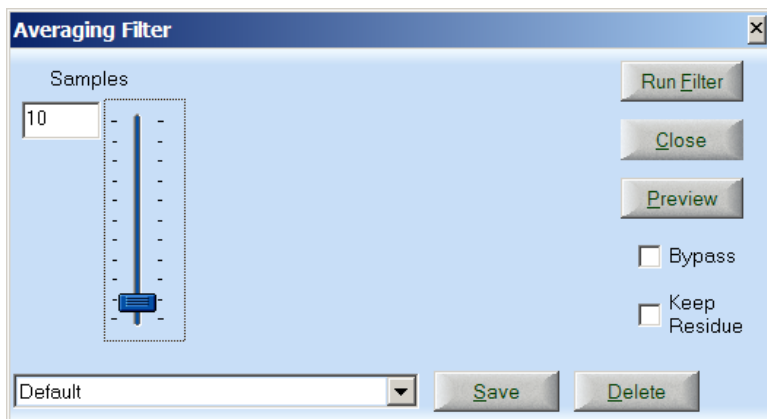 Averaging Filter
Samples
10
Run Filter
Close
Preview
Bypass
Keep
Residue
Default
Save
Delete